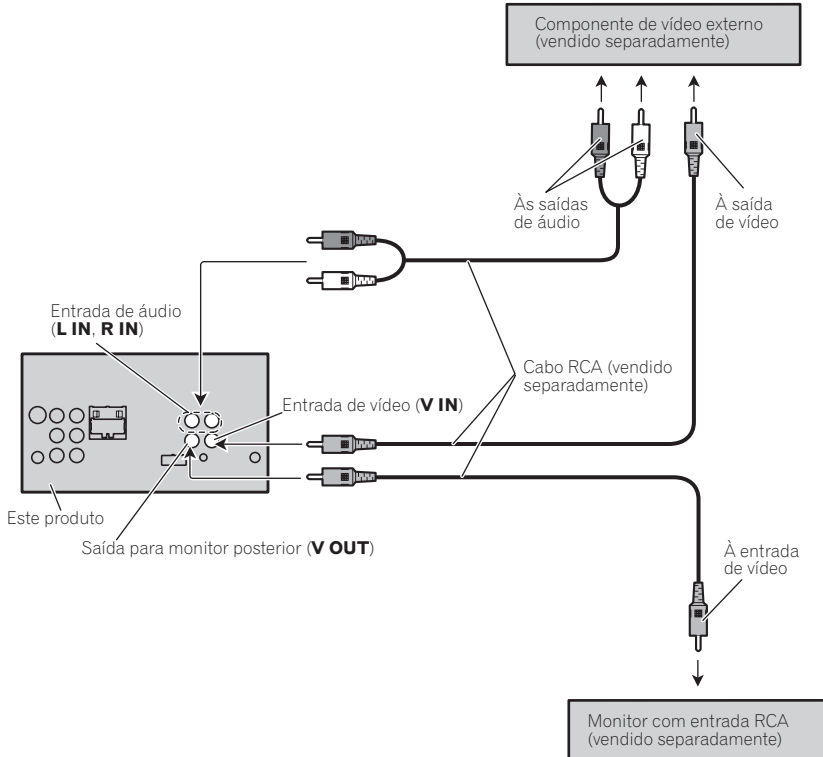 Componente de vídeo externo
(vendido separadamente)
Às saídas
de áudio
À saída
de vídeo
Entrada de áudio
(L IN, R IN)
Cabo RCA (vendido
separadamente)
Entrada de vídeo (V IN)
Este produto
Saída para monitor posterior (V OUT)
À entrada
de vídeo
Monitor com entrada RCA
(vendido separadamente)